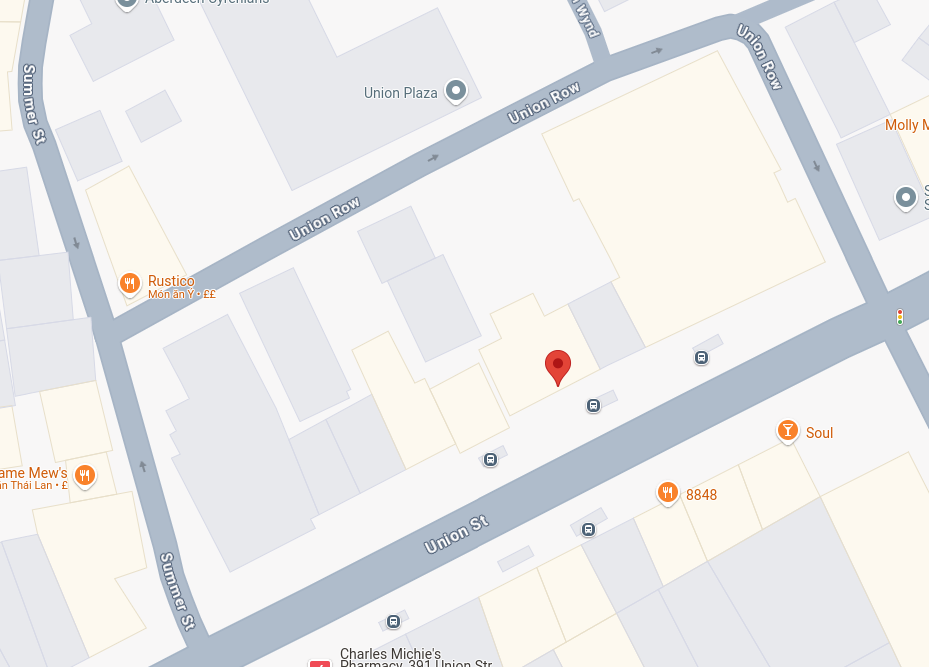 Aberdeen Cyrenians
Wynd
Union Row
Summer St
Union Plaza
Union Row
Molly M
S
S
Union Row
Rustico
Món ăn Ý • ££
Soul
ame Mew's
n Thái Lan • £
8848
Union St
Summer St
Charles Michie's
Pharmacy, 391 Union Str